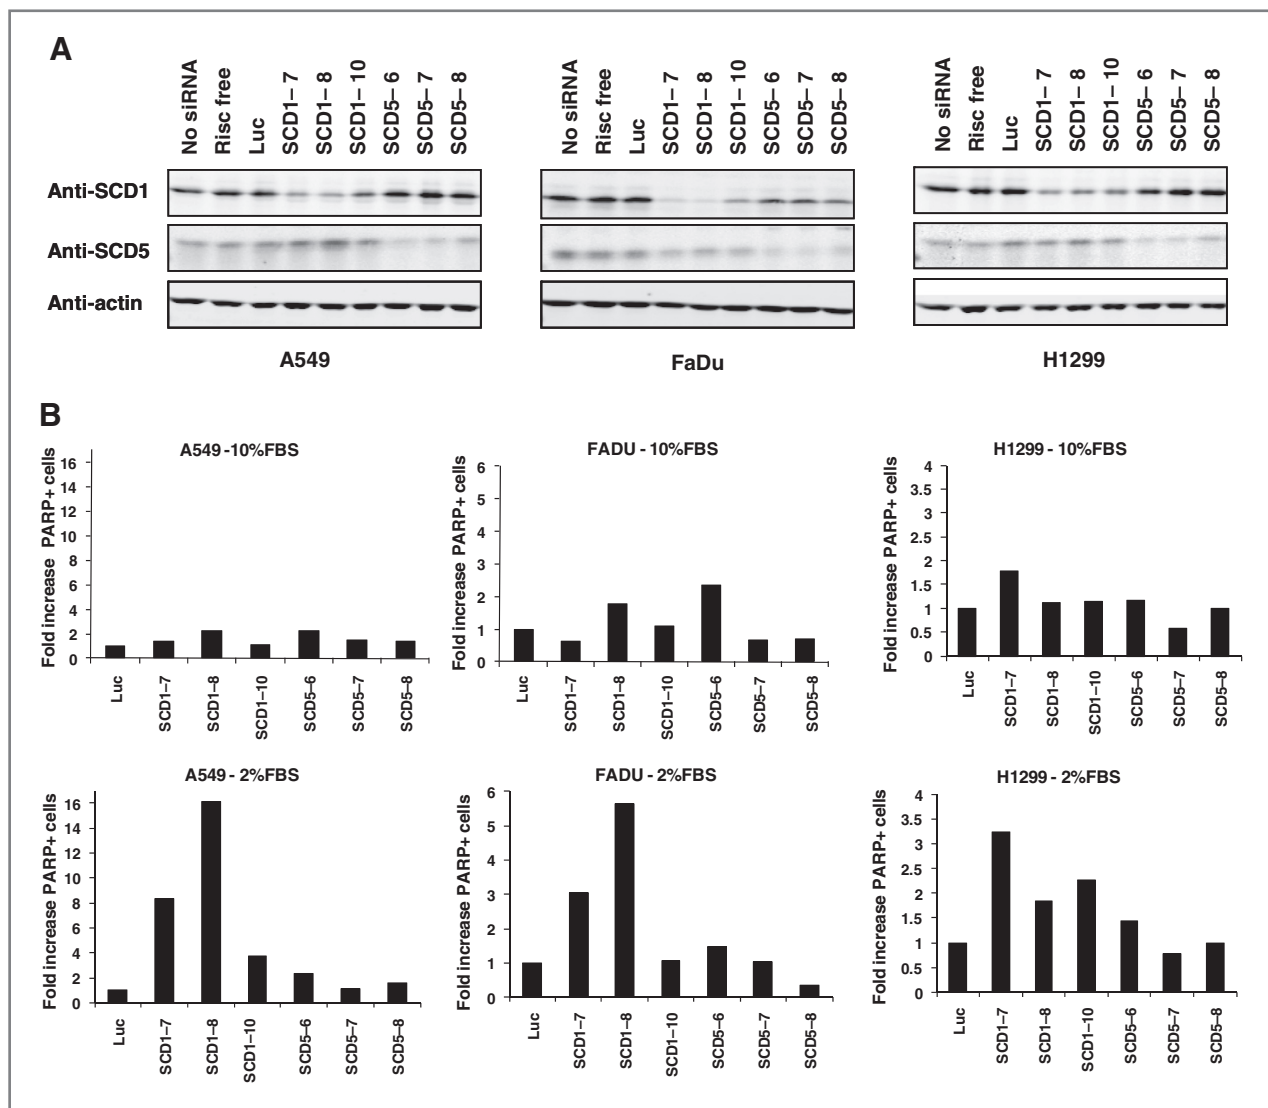 A
No siRNA
Risc free
Luc
SCD1– 7
SCD1– 8
SCD1– 10
SCD5– 6
SCD5– 7
SCD5– 8
No siRNA
Risc free
Luc
SCD1– 7
SCD1– 8
SCD1– 10
SCD5– 6
SCD5– 7
SCD5– 8
No siRNA
Risc free
Luc
SCD1– 7
SCD1– 8
SCD1– 10
SCD5– 6
SCD5– 7
SCD5– 8
Anti-SCD1
Anti-SCD5
Anti-actin
A549
FaDu
H1299
B
A549 -10%FBS
Fold increase PARP+ cells
16
14
12
10
8
6
4
2
0
Luc
SCD1–7
SCD1–8
SCD1–10
SCD5–6
SCD5–7
SCD5–8
FADU - 10%FBS
Fold increase PARP+ cells
6
5
4
3
2
1
0
Luc
SCD1–7
SCD1–8
SCD1–10
SCD5–6
SCD5–7
SCD5–8
H1299 - 10%FBS
Fold increase PARP+ cells
4
3.5
3
2.5
2
1.5
1
0.5
0
Luc
SCD1–7
SCD1–8
SCD1–10
SCD5–6
SCD5–7
SCD5–8
A549 - 2%FBS
Fold increase PARP+ cells
16
14
12
10
8
6
4
2
0
Luc
SCD1–7
SCD1–8
SCD1–10
SCD5–6
SCD5–7
SCD5–8
FADU - 2%FBS
Fold increase PARP+ cells
6
5
4
3
2
1
0
Luc
SCD1–7
SCD1–8
SCD1–10
SCD5–6
SCD5–7
SCD5–8
H1299 - 2%FBS
Fold increase PARP+ cells
4
3.5
3
2.5
2
1.5
1
0.5
0
Luc
SCD1–7
SCD1–8
SCD1–10
SCD5–6
SCD5–7
SCD5–8